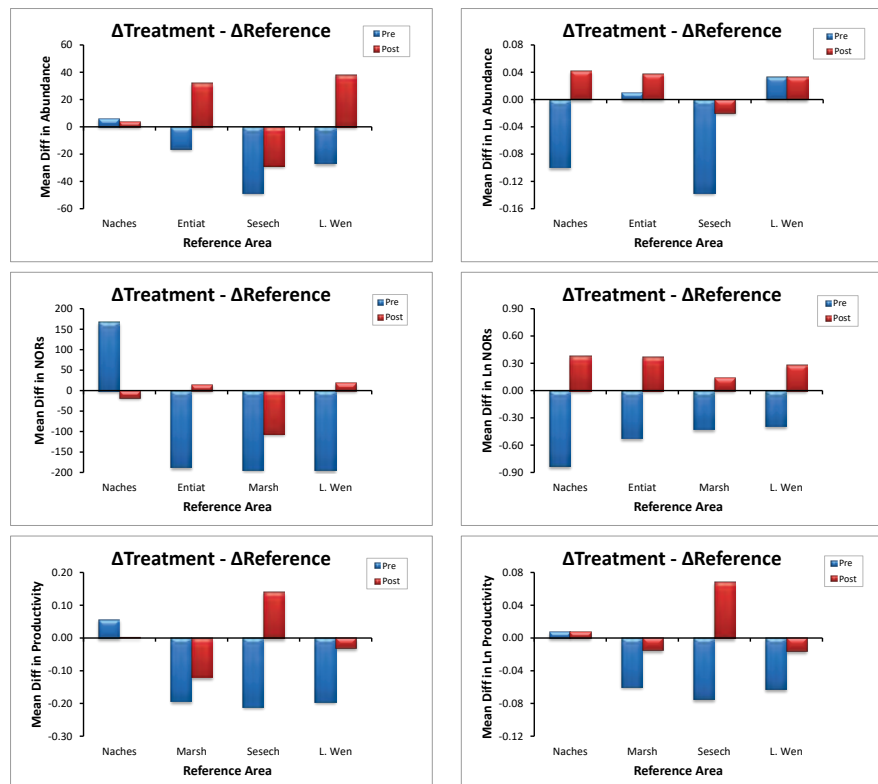 ΔTreatment - ΔReference
Pre
Post
Mean Diff in Abundance
60
40
20
0
-20
-40
-60
Naches Entiat Sesech L. Wen
Reference Area
ΔTreatment - ΔReference
Pre
Post
Mean Diff in Ln Abundance
0.08
0.04
0.00
-0.04
-0.08
-0.12
-0.16
Naches Entiat Sesech L. Wen
Reference Area
ΔTreatment - ΔReference
Pre
Post
Mean Diff in NORs
200
150
100
50
0
-50
-100
-150
-200
Naches Entiat Marsh L. Wen
Reference Area
ΔTreatment - ΔReference
Pre
Post
Mean Diff in Ln NORs
0.90
0.60
0.30
0.00
-0.30
-0.60
-0.90
Naches Entiat Marsh L. Wen
Reference Area
ΔTreatment - ΔReference
Pre
Post
Mean Diff in Productivity
0.20
0.10
0.00
-0.10
-0.20
-0.30
Naches Marsh Sesech L. Wen
Reference Area
ΔTreatment - ΔReference
Pre
Post
Mean Diff in Ln Productivity
0.08
0.04
0.00
-0.04
-0.08
-0.12
Naches Marsh Sesech L. Wen
Reference Area